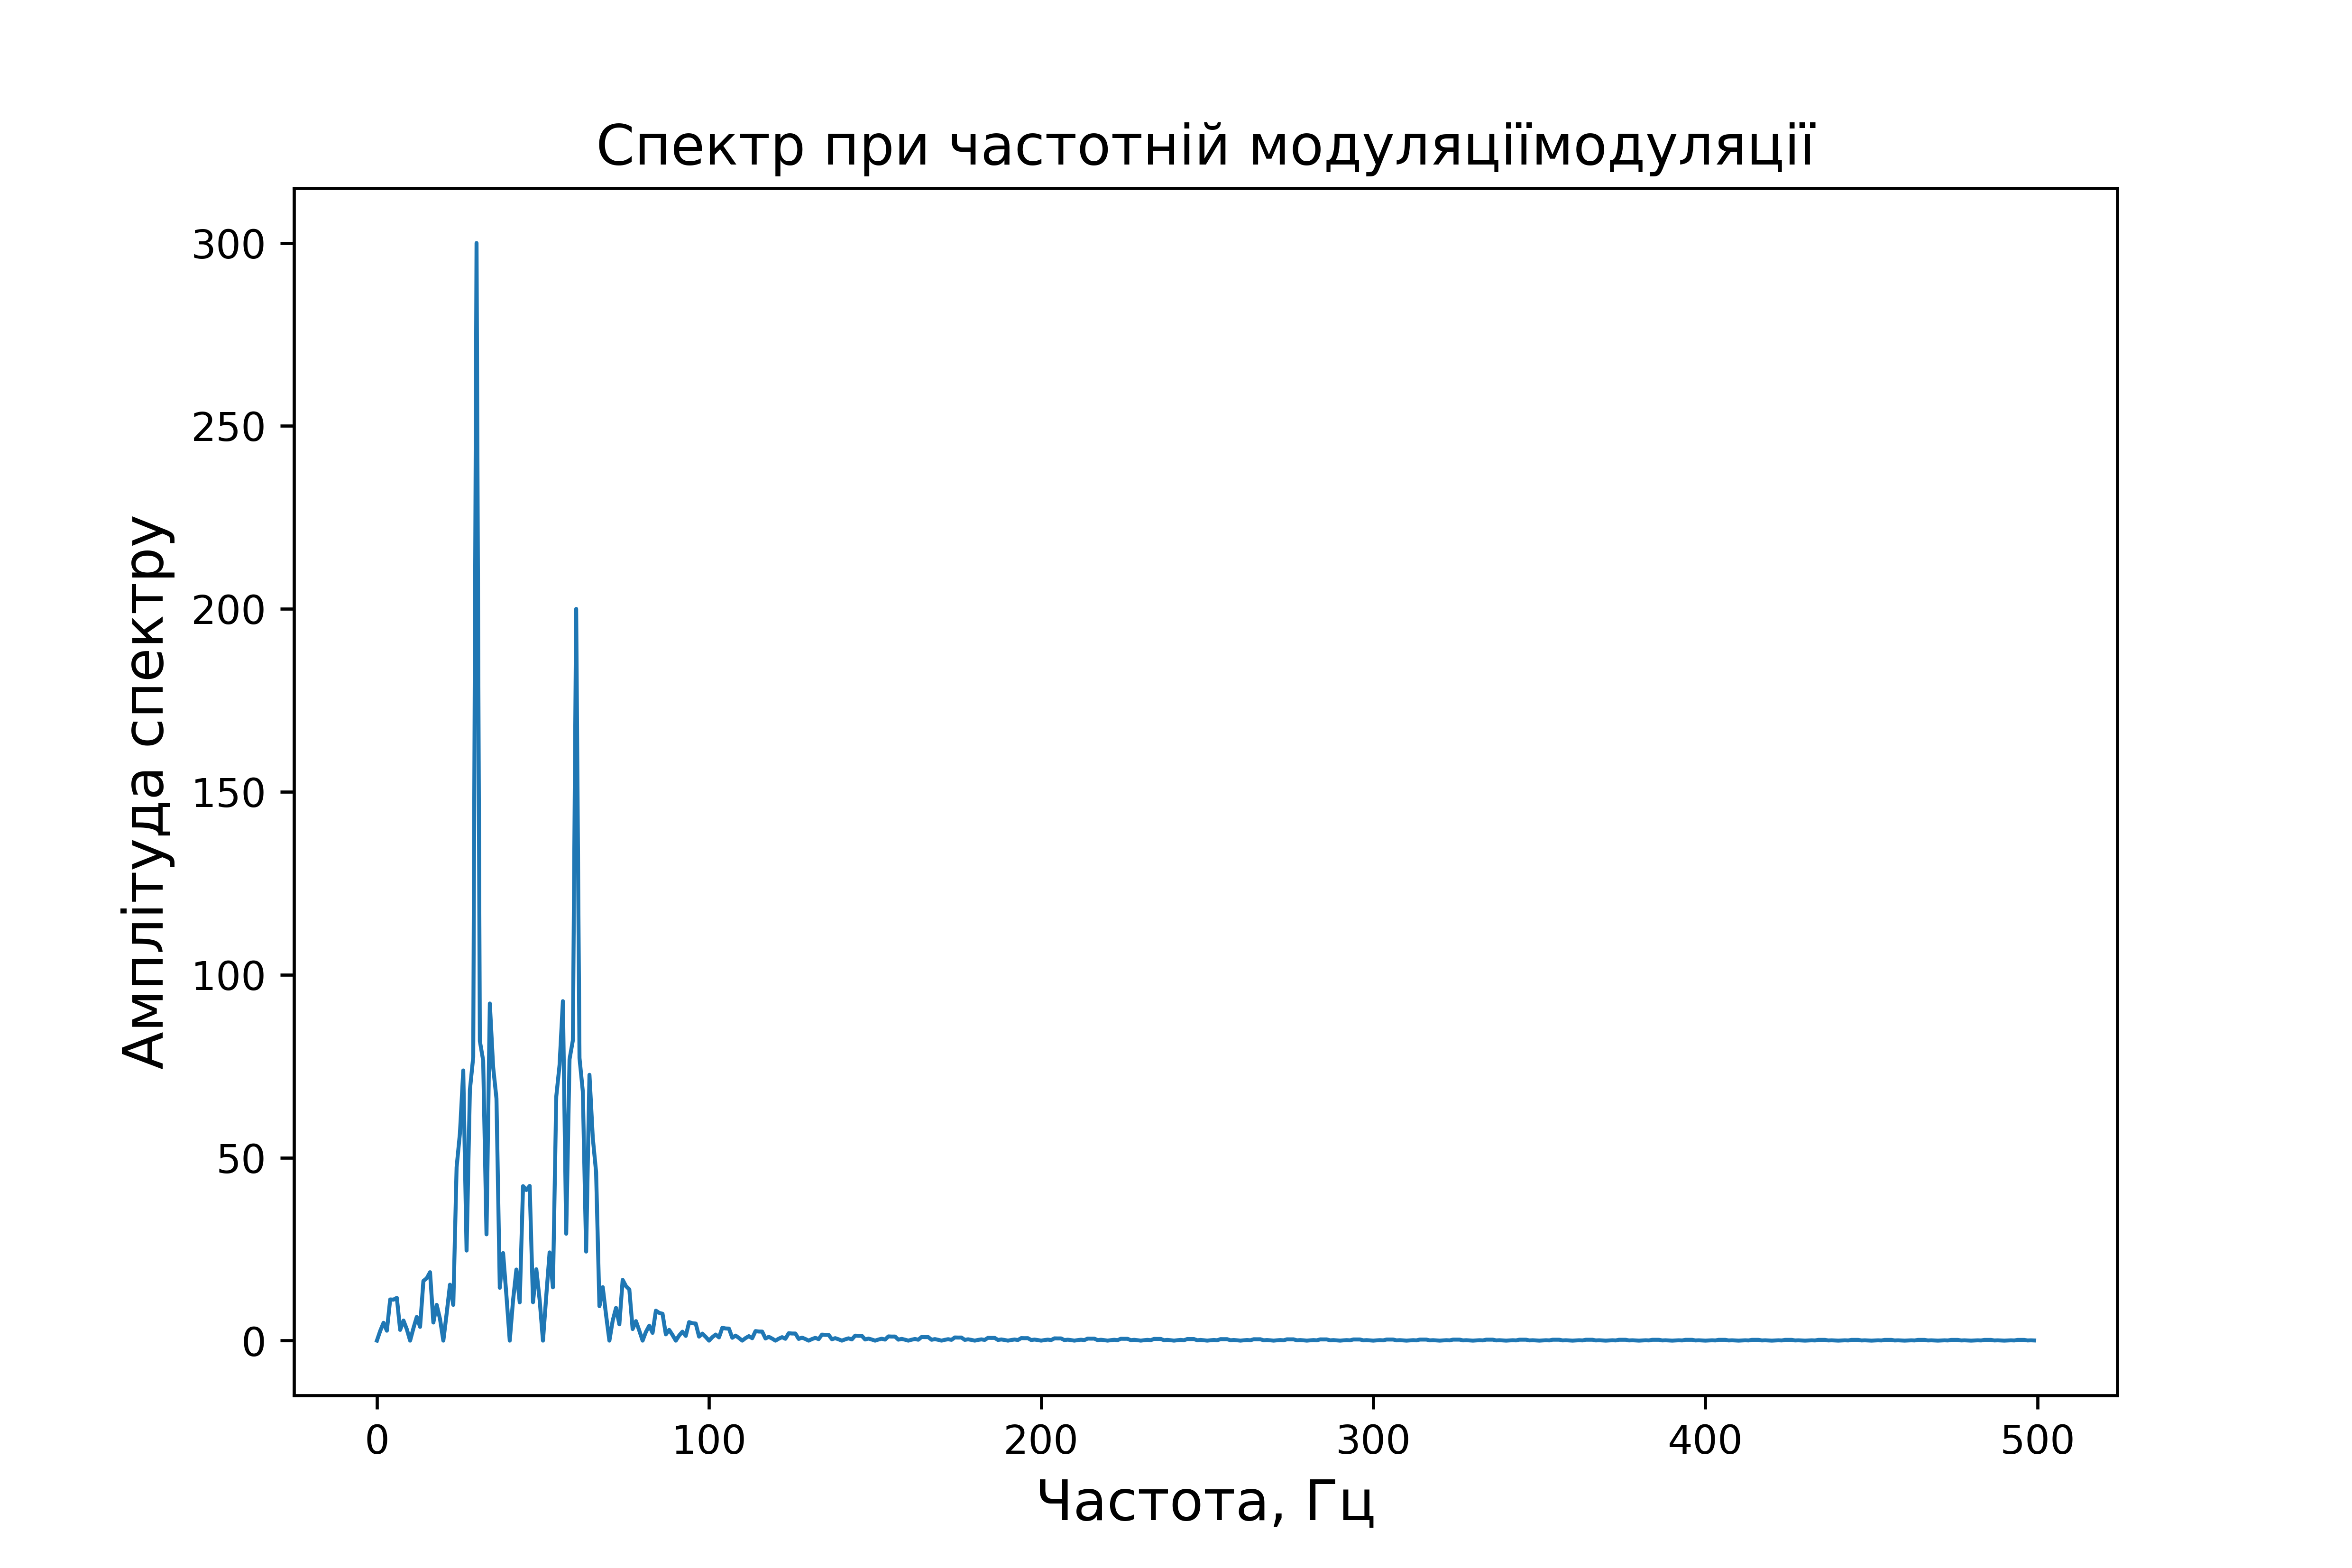 Спектр при частотній модуляціїмодуляції
Амплітуда спектру
300
250
200
150
100
50
0
0 100 200 300 400 500
Частота, Гц